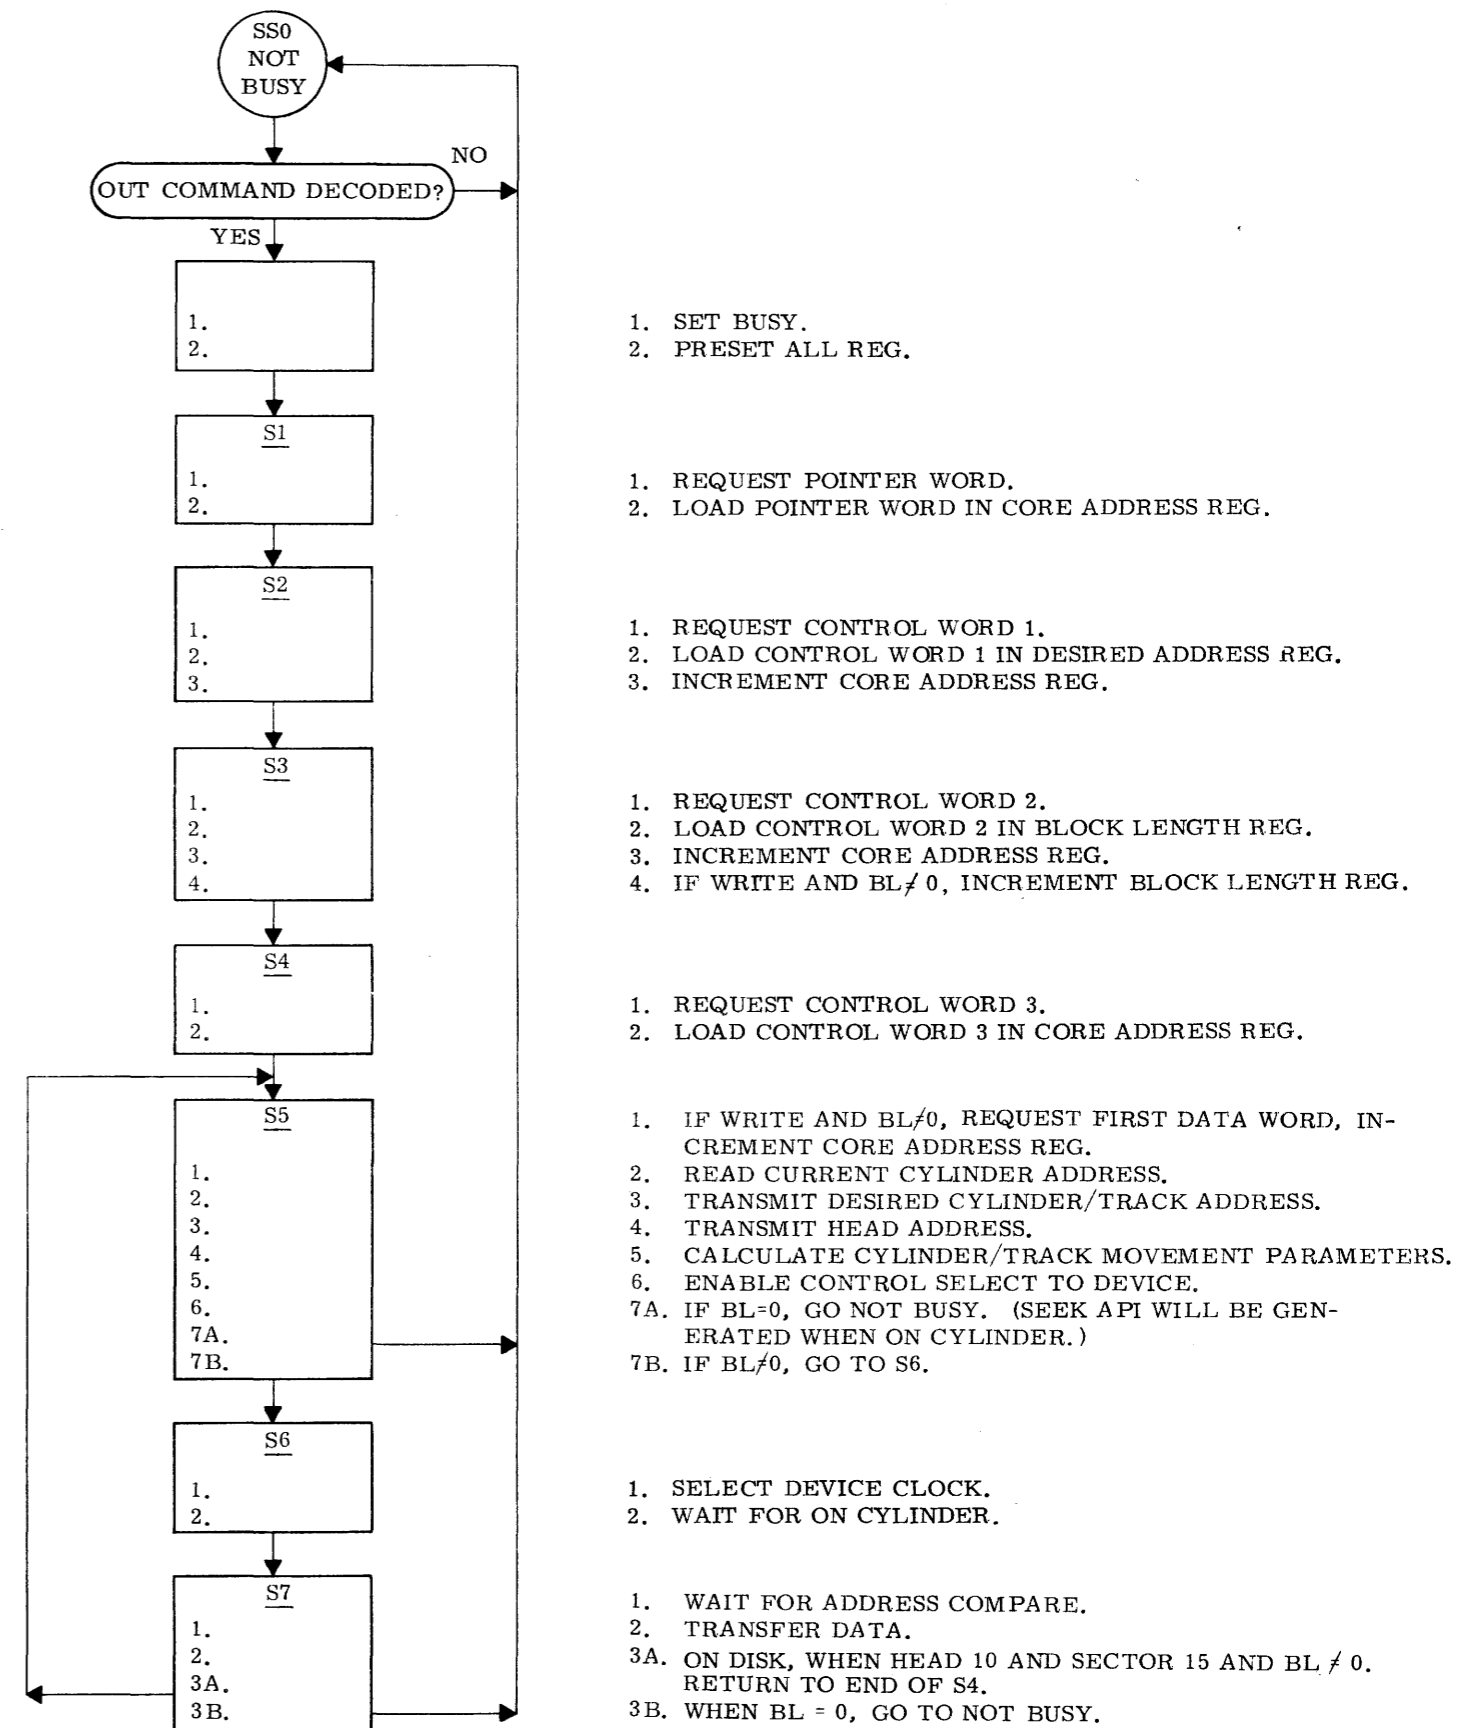 SS0
NOT
BUSY
NO
OUT COMMAND DECODED?
YES
1.
2.
1. SET BUSY.
2. PRESET ALL REG.
S1
1.
2.
1. REQUEST POINTER WORD.
2. LOAD POINTER WORD IN CORE ADDRESS REG.
S2
1.
2.
3.
1. REQUEST CONTROL WORD 1.
2. LOAD CONTROL WORD 1 IN DESIRED ADDRESS REG.
3. INCREMENT CORE ADDRESS REG.
S3
1.
2.
3.
4.
1. REQUEST CONTROL WORD 2.
2. LOAD CONTROL WORD 2 IN BLOCK LENGTH REG.
3. INCREMENT CORE ADDRESS REG.
4. IF WRITE AND BL≠ 0, INCREMENT BLOCK LENGTH REG.
S4
1.
2.
1. REQUEST CONTROL WORD 3.
2. LOAD CONTROL WORD 3 IN CORE ADDRESS REG.
S5
1.
2.
3.
4.
5.
6.
7A.
7B.
1. IF WRITE AND BL≠0, REQUEST FIRST DATA WORD, IN-
CREMENT CORE ADDRESS REG.
2. READ CURRENT CYLINDER ADDRESS.
3. TRANSMIT DESIRED CYLINDER/TRACK ADDRESS.
4. TRANSMIT HEAD ADDRESS.
5. CALCULATE CYLINDER/TRACK MOVEMENT PARAMETERS.
6. ENABLE CONTROL SELECT TO DEVICE.
7A. IF BL=0, GO NOT BUSY. (SEEK API WILL BE GEN-
ERATED WHEN ON CYLINDER.)
7B. IF BL≠0, GO TO S6.
S6
1.
2.
1. SELECT DEVICE CLOCK.
2. WAIT FOR ON CYLINDER.
S7
1.
2.
3A.
3B.
1. WAIT FOR ADDRESS COMPARE.
2. TRANSFER DATA.
3A. ON DISK, WHEN HEAD 10 AND SECTOR 15 AND BL ≠ 0.
RETURN TO END OF S4.
3B. WHEN BL = 0, GO TO NOT BUSY.